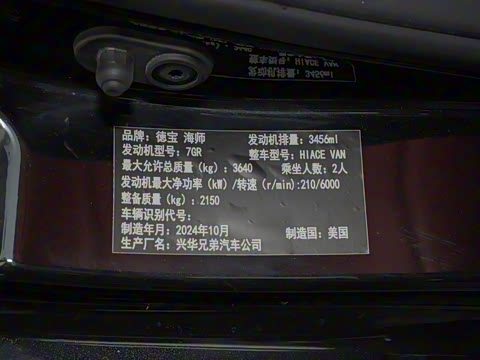 品牌：德宝 海师 发动机排量：3456ml
发动机型号：7GR 整车型号：HIACE VAN
最大允许总质量（kg）：3640 乘坐人数：2人
发动机最大净功率（kW）/转速（r/min）:210/6000
整备质量（kg）：2150
车辆识别代号：
制造年月：2024年10月 制造国：美国
生产厂名：兴华兄弟汽车公司